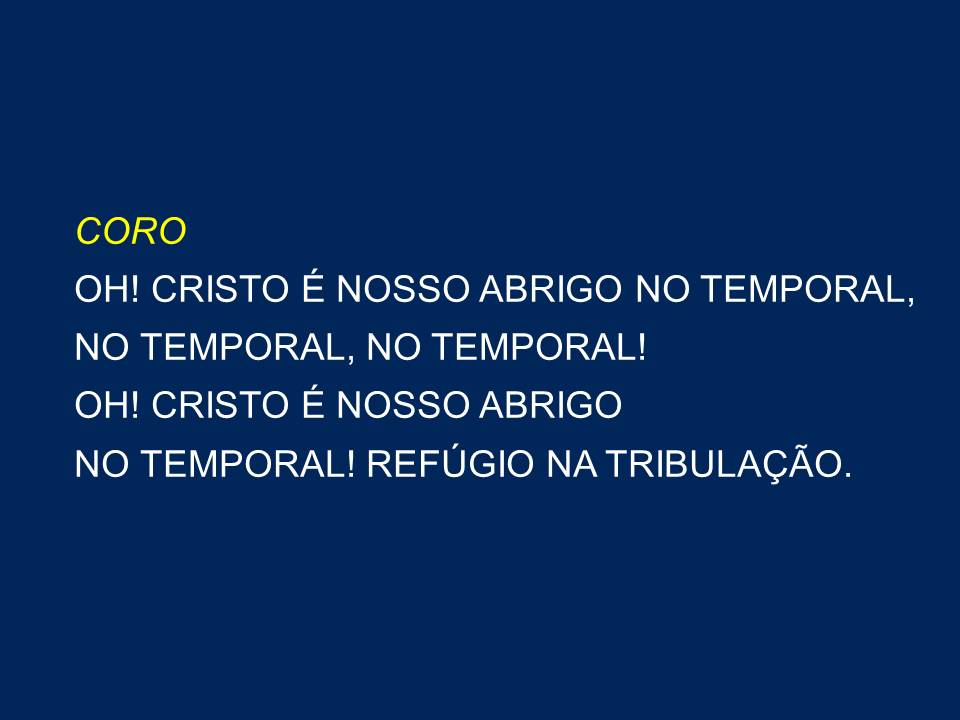 CORO
OH! CRISTO É NOSSO ABRIGO NO TEMPORAL,
NO TEMPORAL, NO TEMPORAL!
OH! CRISTO É NOSSO ABRIGO
NO TEMPORAL! REFÚGIO NA TRIBULAÇÃO.